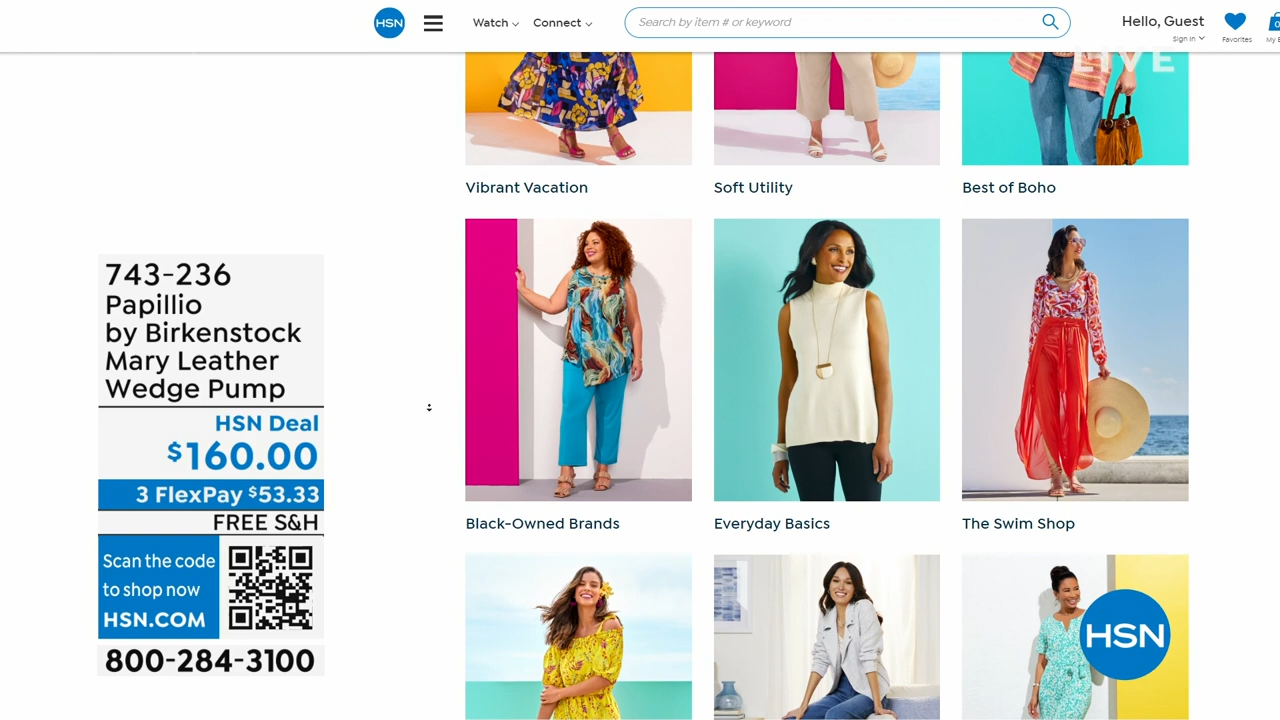 HSN
Watch
Connect
Search by item # or keyword
Hello, Guest
Sign In
Favorites
0
LIVE
Vibrant Vacation
Soft Utility
Best of Boho
743-236
Papillio
by Birkenstock
Mary Leather
Wedge Pump
HSN Deal
$160.00
3 FlexPay $53.33
FREE S&H
Scan the code
to shop now
HSN.COM
800-284-3100
Black-Owned Brands
Everyday Basics
The Swim Shop
HSN